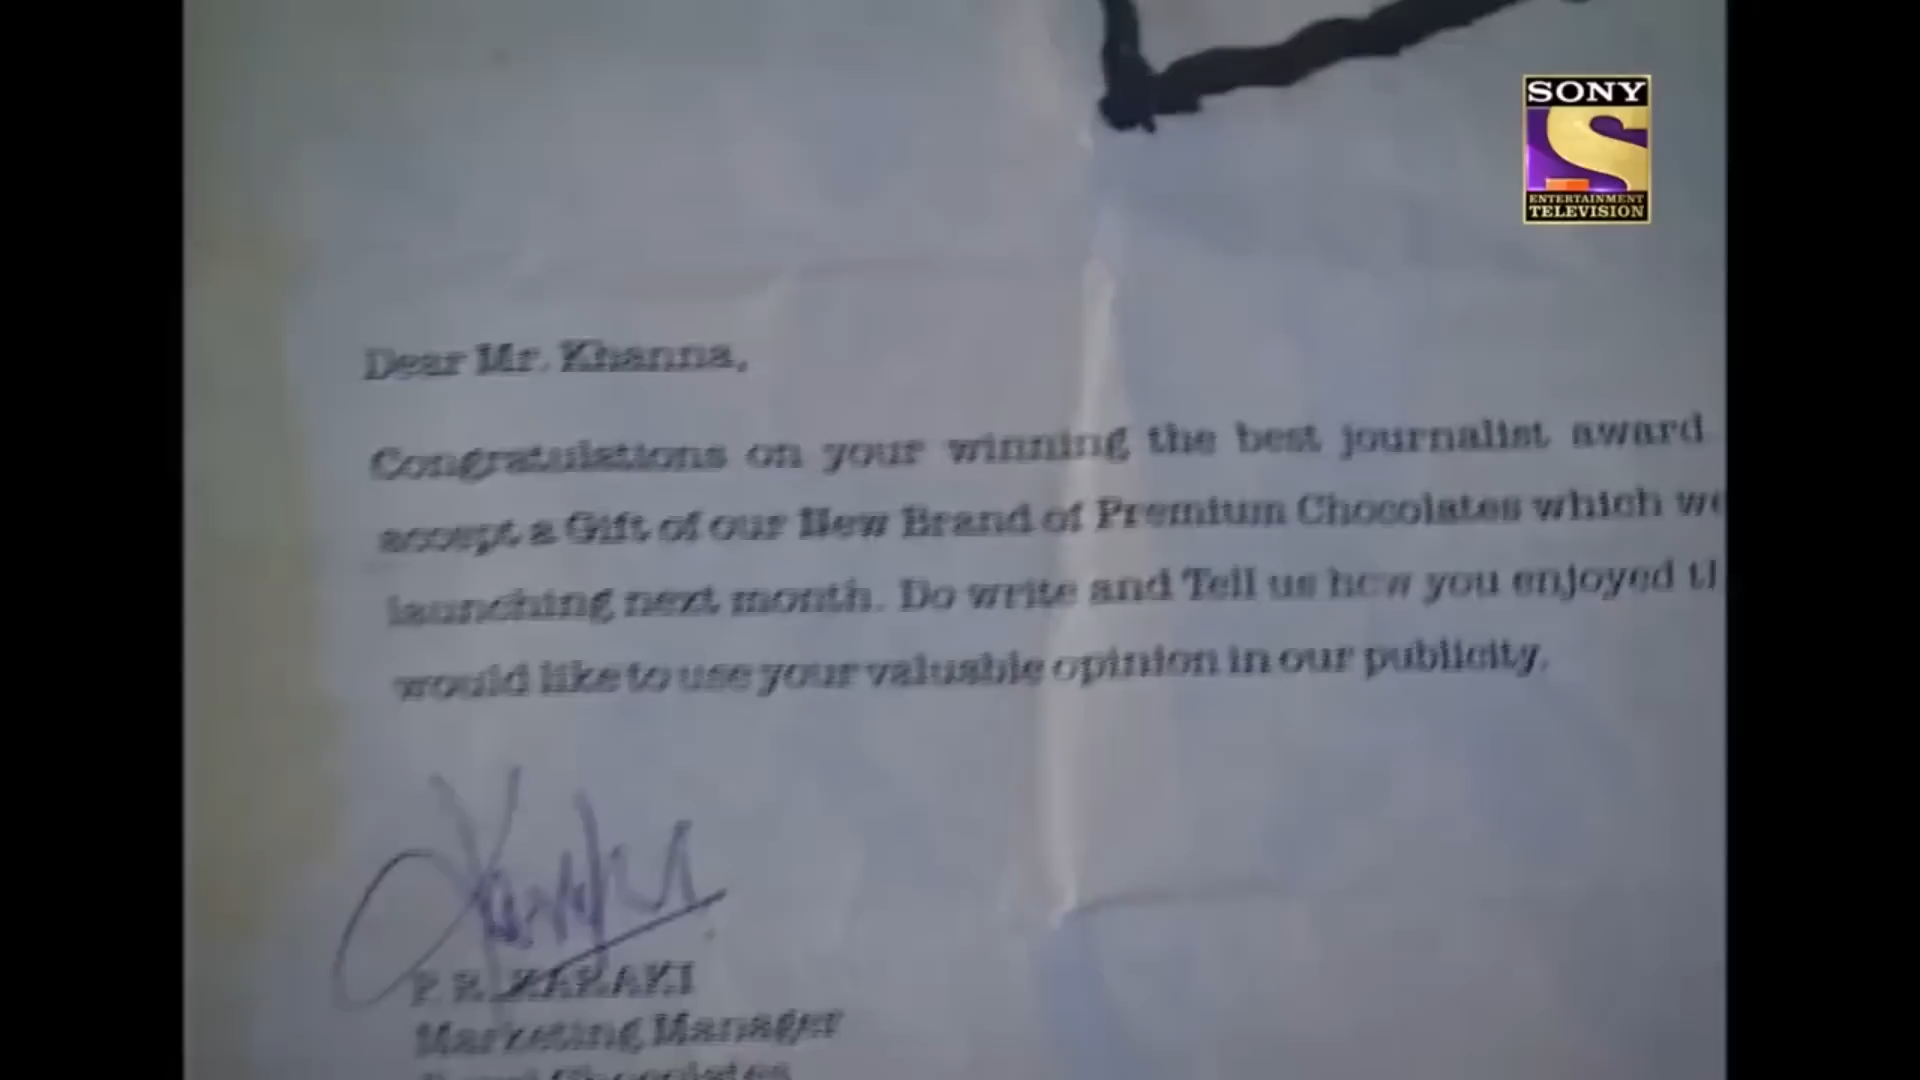 SONY
ENTERTAINMENT
TELEVISION
Dear Mr. Khanna,
Congratulations on your winning the best journalist award
accept a Gift of our New Brand of Premium Chocolates which we
launching next month. Do write and Tell us how you enjoyed
would like to use your valuable opinion in our publicity.
Marketing Manager
Chocolates